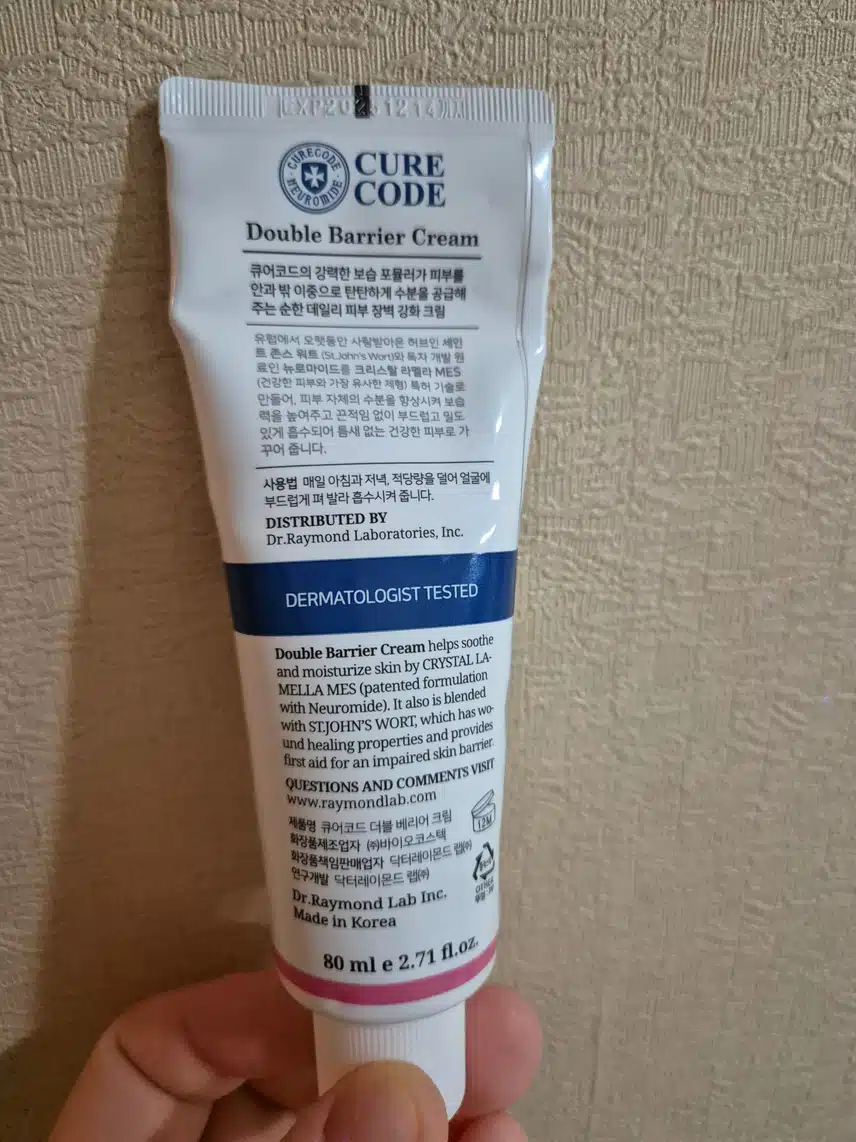 CURECODE NEUROMIDE
CURE
CODE
Double Barrier Cream
큐어코드의 강력한 보습 포뮬러가 피부를
안과 밖 이중으로 탄탄하게 수분을 공급해
주는 순한 데일리 피부 장벽 강화 크림
유럽에서 오랫동안 사랑받아온 허브인 세인
트 존스 워트 (St.John's Wort)와 독자 개발 원
료인 뉴로마이드를 크리스탈 라멜라 MES
(건강한 피부와 가장 유사한 제형) 특허 기술로
만들어, 피부 자체의 수분을 향상시켜 보습
력을 높여주고 끈적임 없이 부드럽고 밀도
있게 흡수되어 틈새 없는 건강한 피부로 가
꾸어 줍니다.
사용법 매일 아침과 저녁, 적당량을 덜어 얼굴에
부드럽게 펴 발라 흡수시켜 줍니다.
DISTRIBUTED BY
Dr.Raymond Laboratories, Inc.
DERMATOLOGIST TESTED
Double Barrier Cream helps soothe
and moisturize skin by CRYSTAL LA-
MELLA MES (patented formulation
with Neuromide). It also is blended
with ST.JOHN'S WORT, which has wo-
und healing properties and provides
first aid for an impaired skin barrier.
QUESTIONS AND COMMENTS VISIT
www.raymondlab.com
제품명 큐어코드 더블 베리어 크림
화장품제조업자 ㈜바이오코스텍
화장품책임판매업자 닥터레이몬드 랩㈜
연구개발 닥터레이몬드 랩㈜
12M
Dr.Raymond Lab Inc.
Made in Korea
80 ml e 2.71 fl.oz.